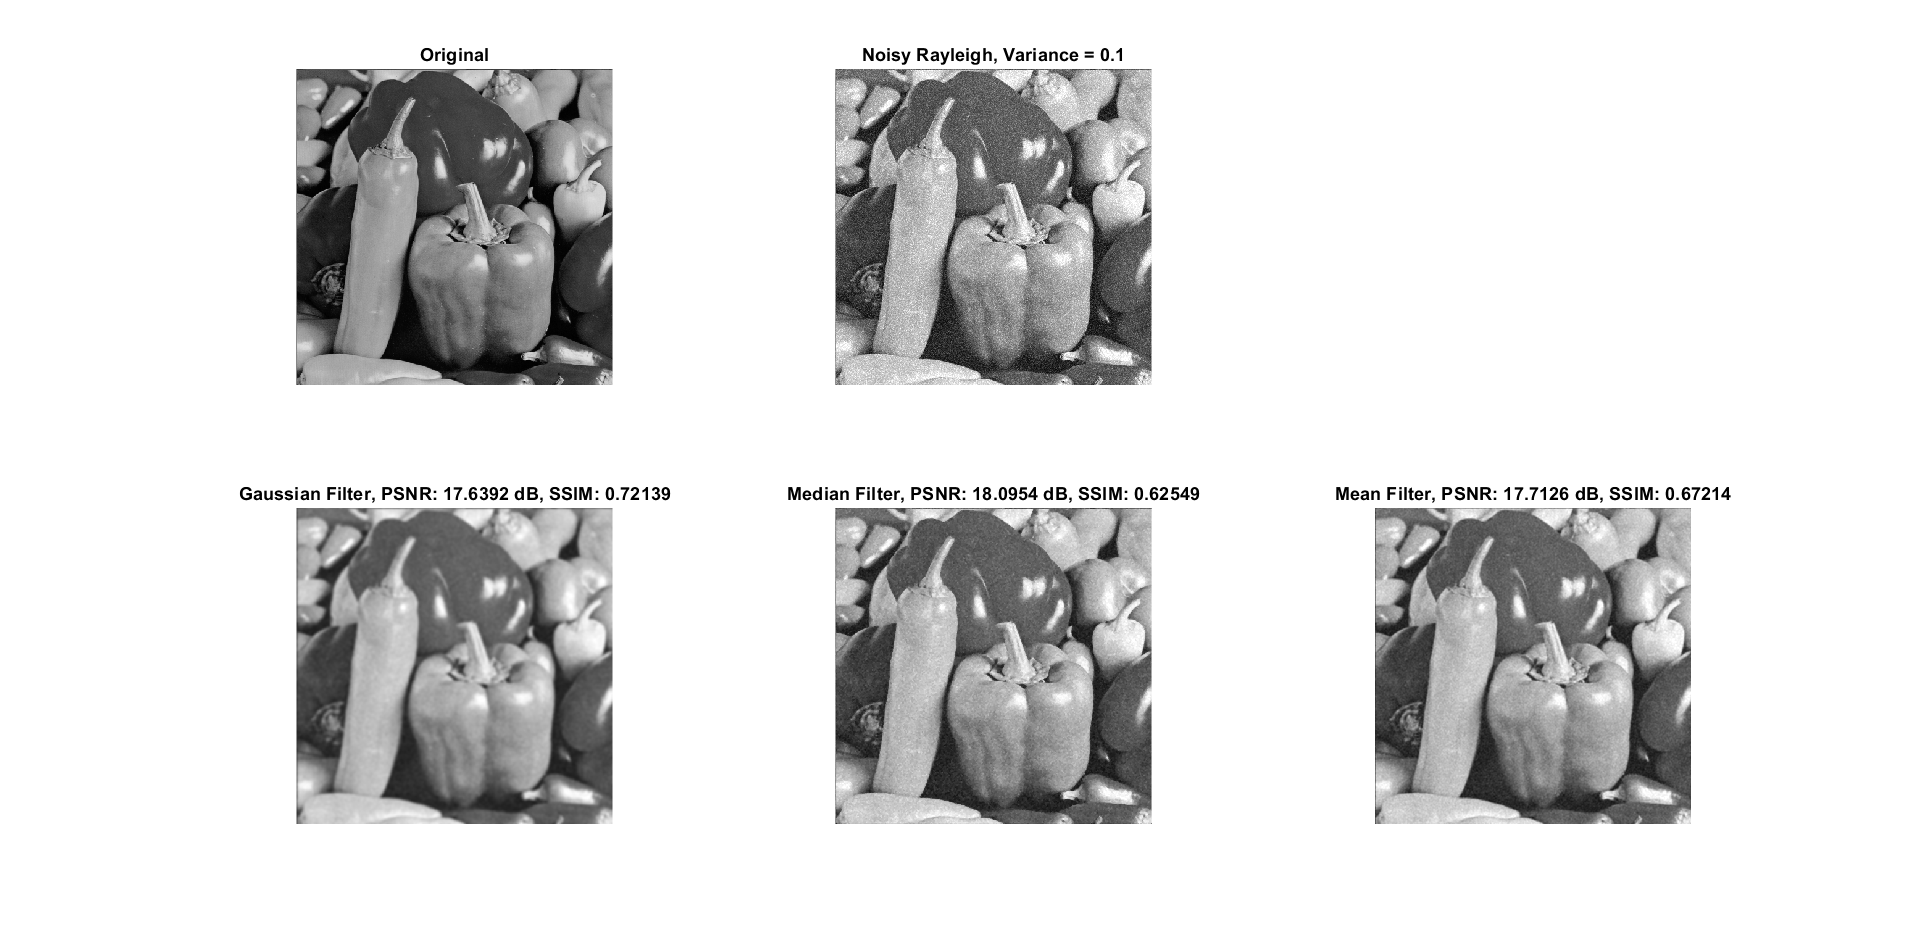 Original
Noisy Rayleigh, Variance = 0.1
Gaussian Filter, PSNR: 17.6392 dB, SSIM: 0.72139
Median Filter, PSNR: 18.0954 dB, SSIM: 0.62549
Mean Filter, PSNR: 17.7126 dB, SSIM: 0.67214